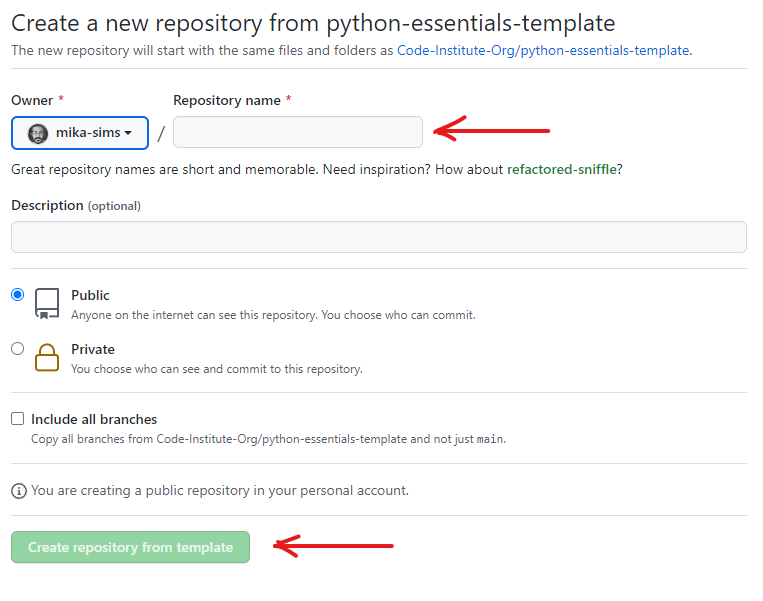 Create a new repository from python-essentials-template
The new repository will start with the same files and folders as Code-Institute-Org/python-essentials-template.
Owner * Repository name *
mika-sims /
Great repository names are short and memorable. Need inspiration? How about refactored-sniffle?
Description (optional)
Public
Anyone on the internet can see this repository. You choose who can commit.
Private
You choose who can see and commit to this repository.
Include all branches
Copy all branches from Code-Institute-Org/python-essentials-template and not just main.
You are creating a public repository in your personal account.
Create repository from template